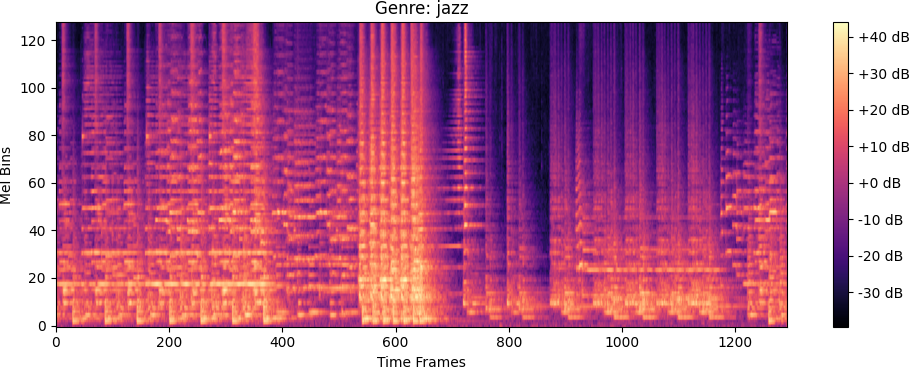 Genre: jazz
120
100
80
60
40
20
0
Mel Bins
0 200 400 600 800 1000 1200
Time Frames
+40 dB
+30 dB
+20 dB
+10 dB
+0 dB
-10 dB
-20 dB
-30 dB